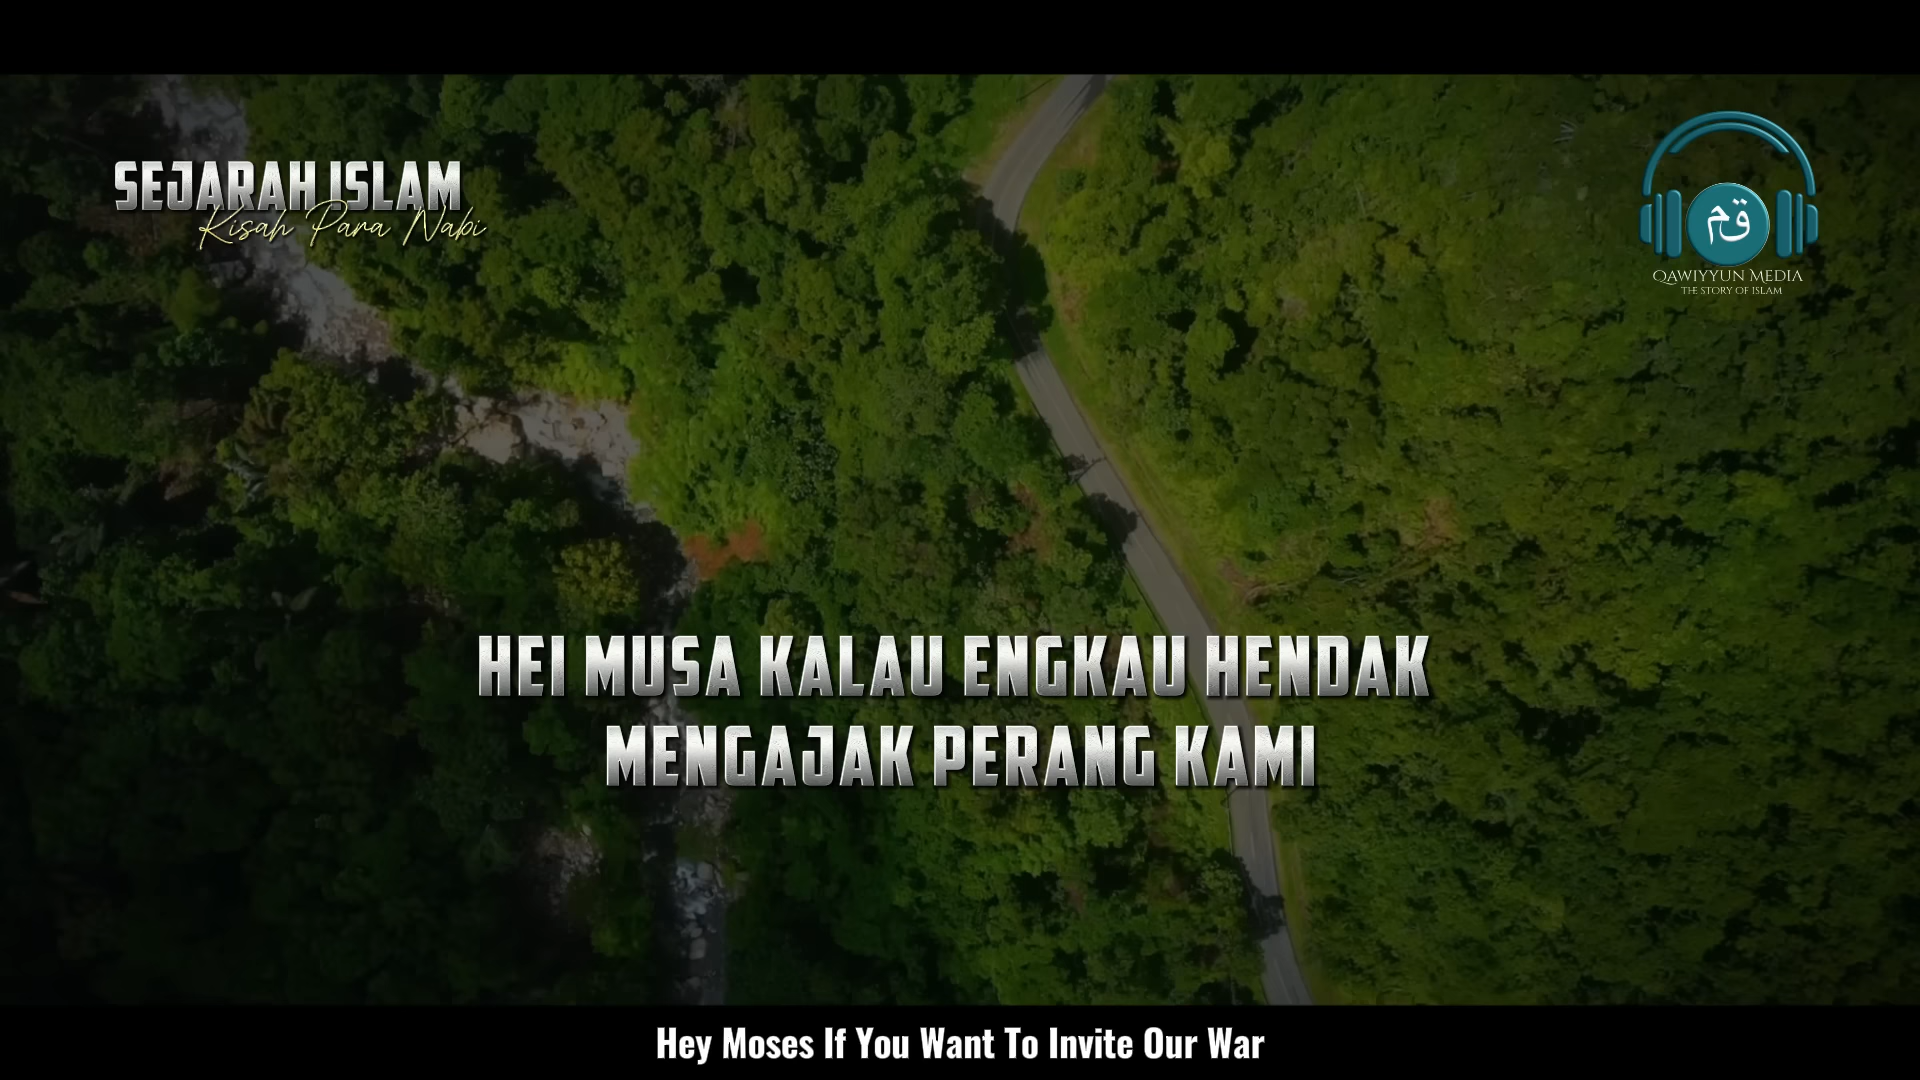 SEJARAH ISLAM
Kisah Para Nabi
قم
QAWIYYUN MEDIA
THE STORY OF ISLAM
HEI MUSA KALAU ENGKAU HENDAK
MENGAJAK PERANG KAMI
Hey Moses If You Want To Invite Our War